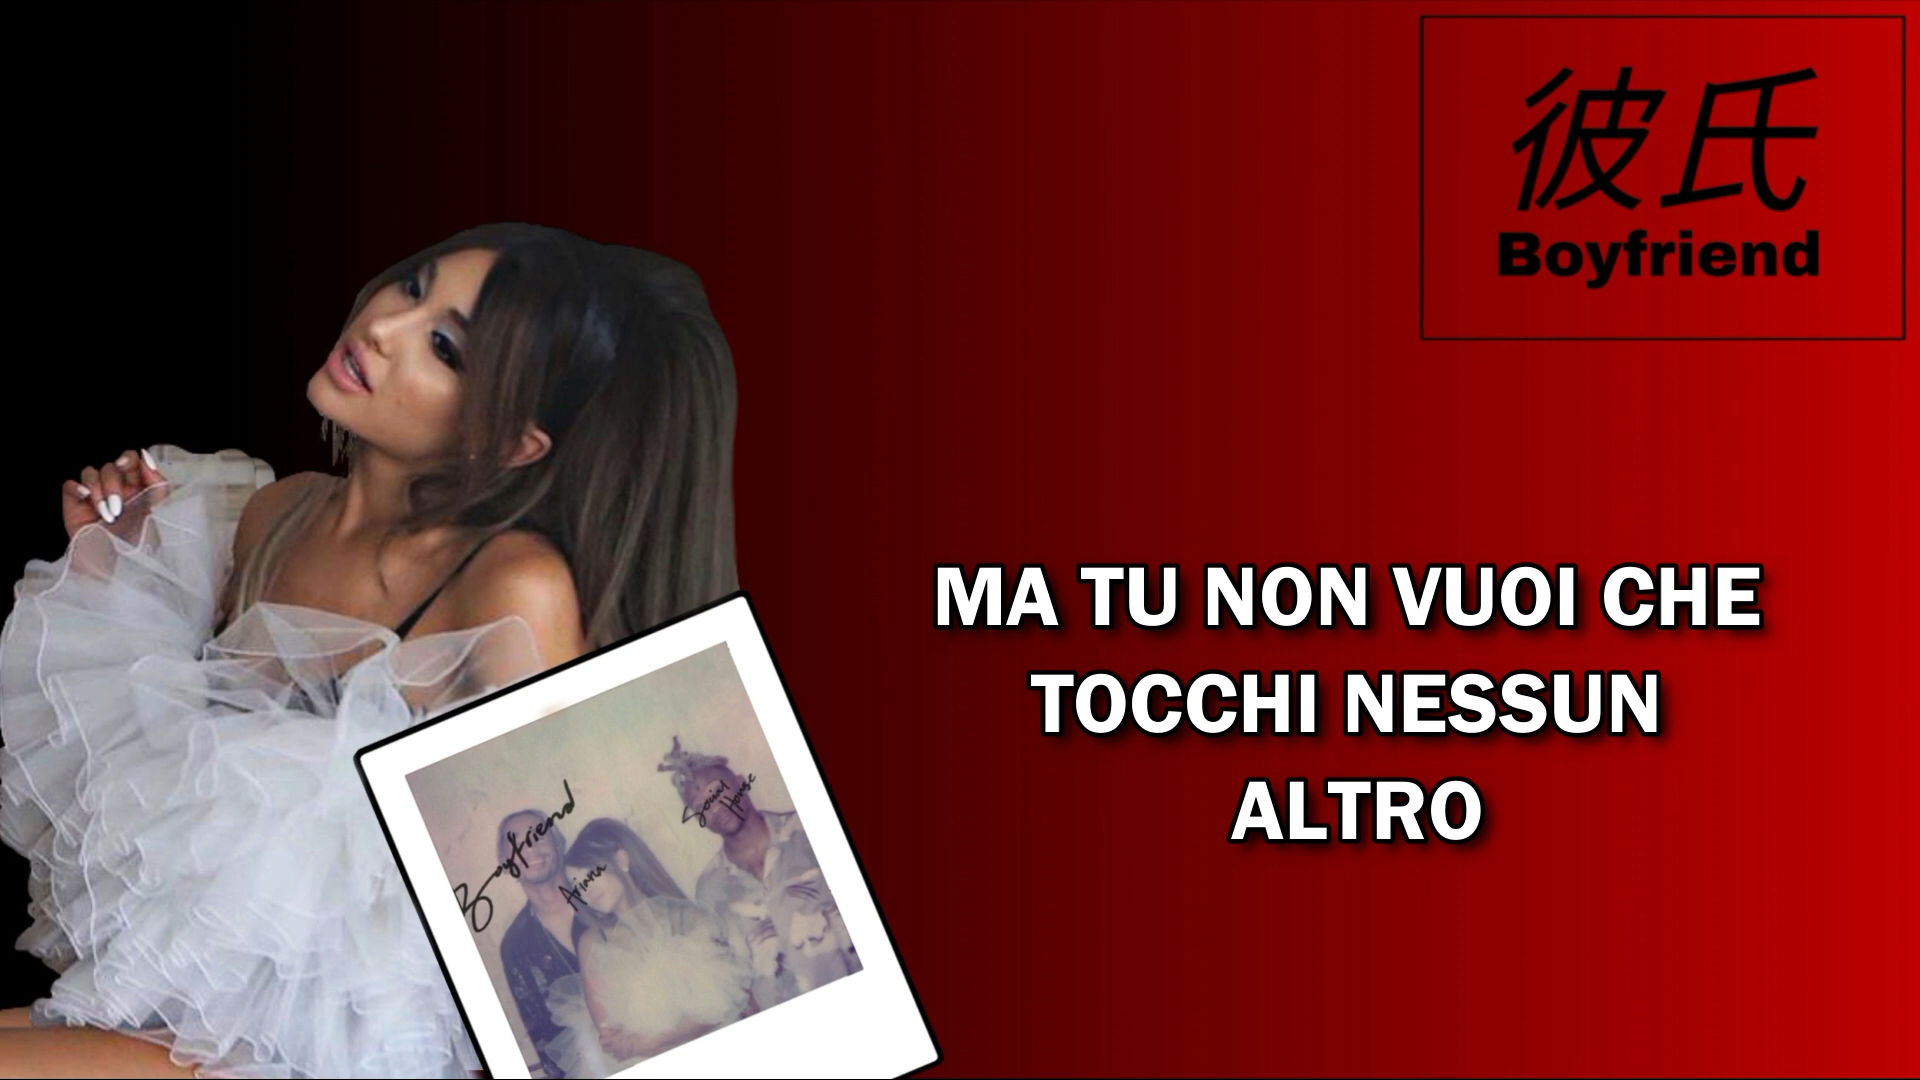 彼氏
Boyfriend
MA TU NON VUOI CHE
TOCCHI NESSUN
ALTRO
Boyfriend
Ariana
Social
House